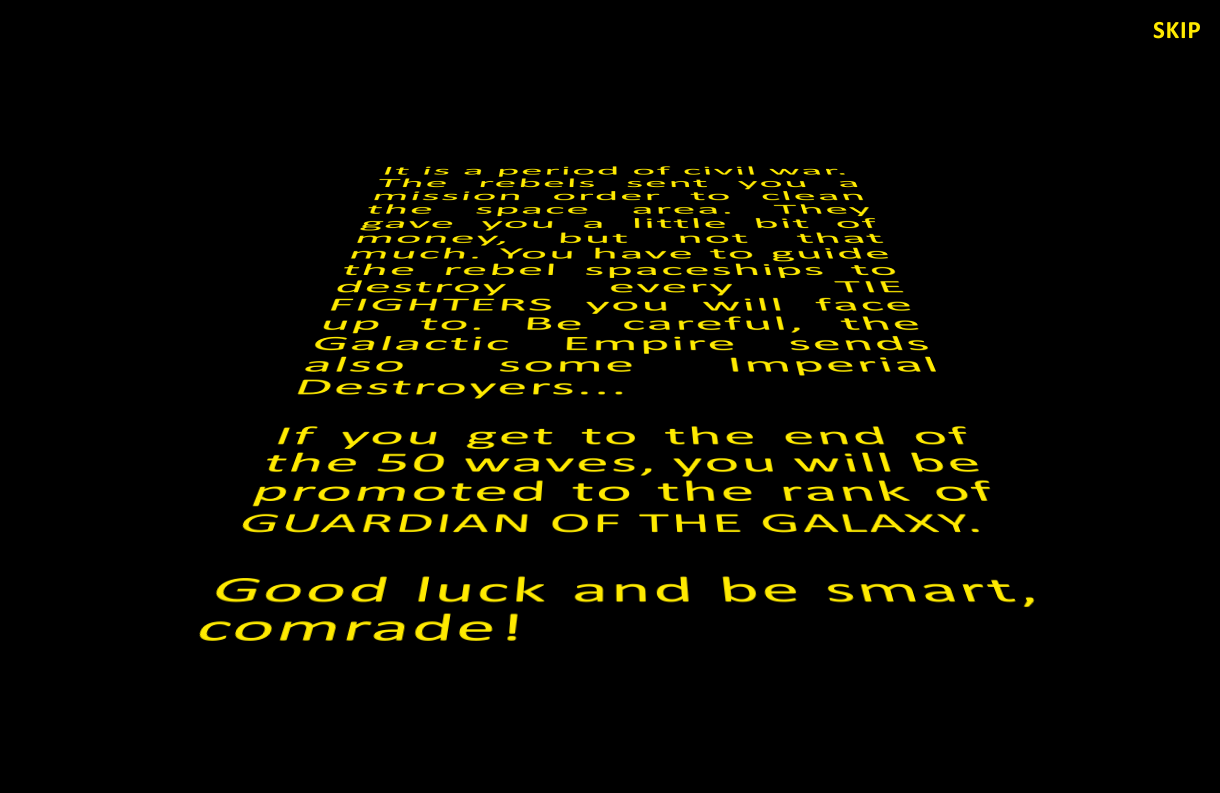 SKIP
It is a period of civil war.
The rebels sent you a
mission order to clean
the space area. They
gave you a little bit of
money, but not that
much. You have to guide
the rebel spaceships to
destroy every TIE
FIGHTERS you will face
up to. Be careful, the
Galactic Empire sends
also some Imperial
Destroyers...
If you get to the end of
the 50 waves, you will be
promoted to the rank of
GUARDIAN OF THE GALAXY.
Good luck and be smart,
comrade!